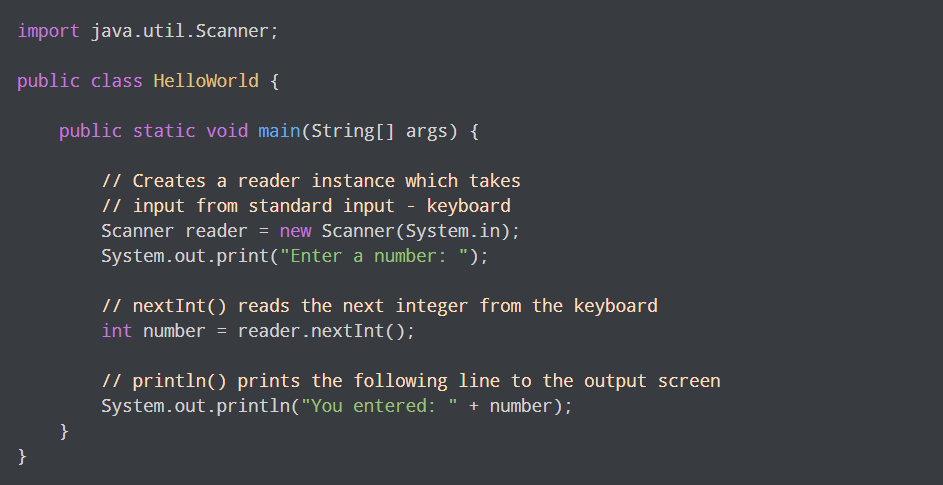 import java.util.Scanner;
public class HelloWorld {
public static void main(String[] args) {
// Creates a reader instance which takes
// input from standard input - keyboard
Scanner reader = new Scanner(System.in);
System.out.print("Enter a number: ");
// nextInt() reads the next integer from the keyboard
int number = reader.nextInt();
// println() prints the following line to the output screen
System.out.println("You entered: " + number);
}
}